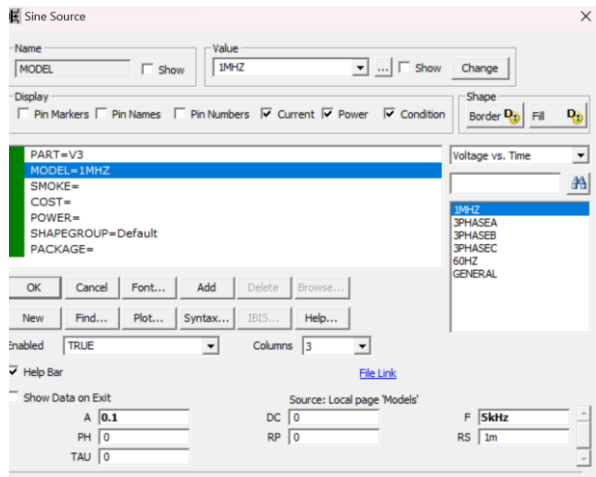 Sine Source
Name
MODEL Show
Value
1MHZ ... Show Change
Display
Pin Markers Pin Names Pin Numbers Current Power Condition
Shape
Border Fill
PART=V3
MODEL=1MHZ
SMOKE=
COST=
POWER=
SHAPEGROUP=Default
PACKAGE=
Voltage vs. Time
1MHZ
3PHASEA
3PHASEB
3PHASEC
60HZ
GENERAL
OK Cancel Font... Add Delete Browse...
New Find... Plot... Syntax... IBIS... Help...
Enabled TRUE Columns 3
Help Bar File Link
Show Data on Exit Source: Local page 'Models'
A 0.1 DC 0 F 5kHz
PH 0 RP 0 RS 1m
TAU 0